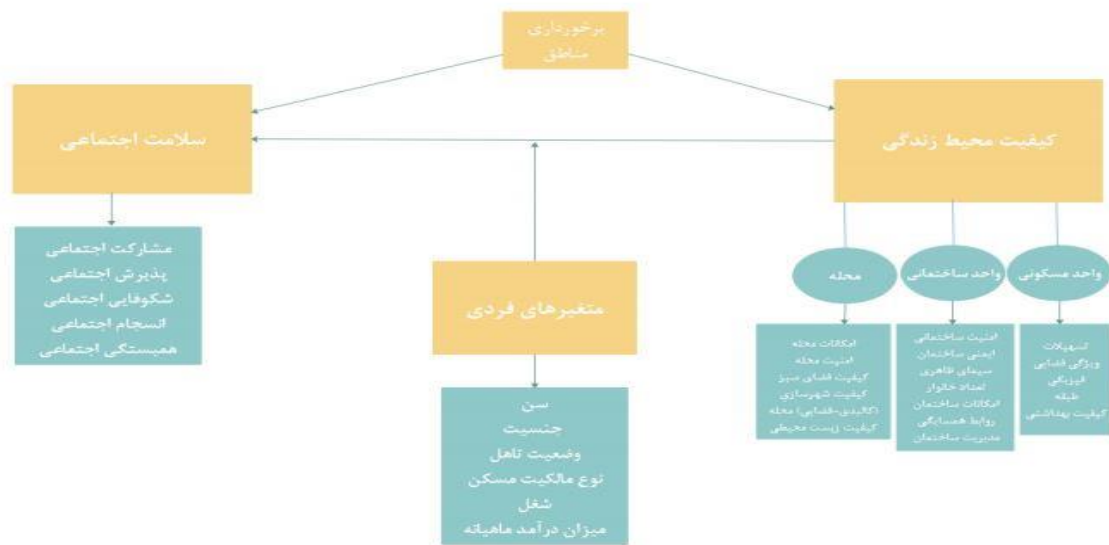 برخورداری
مناطق
کیفیت محیط زندگی
سلامت اجتماعی
واحد مسکونی
واحد ساختمانی
محله
تسهیلات
ویژگی فضایی
فیزیکی
طبقه
کیفیت بهداشتی
امنیت ساختمانی
ایمنی ساختمان
سیمای ظاهری
تعداد خانوار
امکانات ساختمان
روابط همسایگی
مدیریت ساختمان
امکانات محله
امنیت محله
کیفیت فضای سبز
کیفیت شهرسازی
(کالبدی-فضایی) محله
کیفیت زیست محیطی
متغیرهای فردی
سن
جنسیت
وضعیت تاهل
نوع مالکیت مسکن
شغل
میزان درآمد ماهیانه
مشارکت اجتماعی
پذیرش اجتماعی
شکوفایی اجتماعی
انسجام اجتماعی
همبستگی اجتماعی